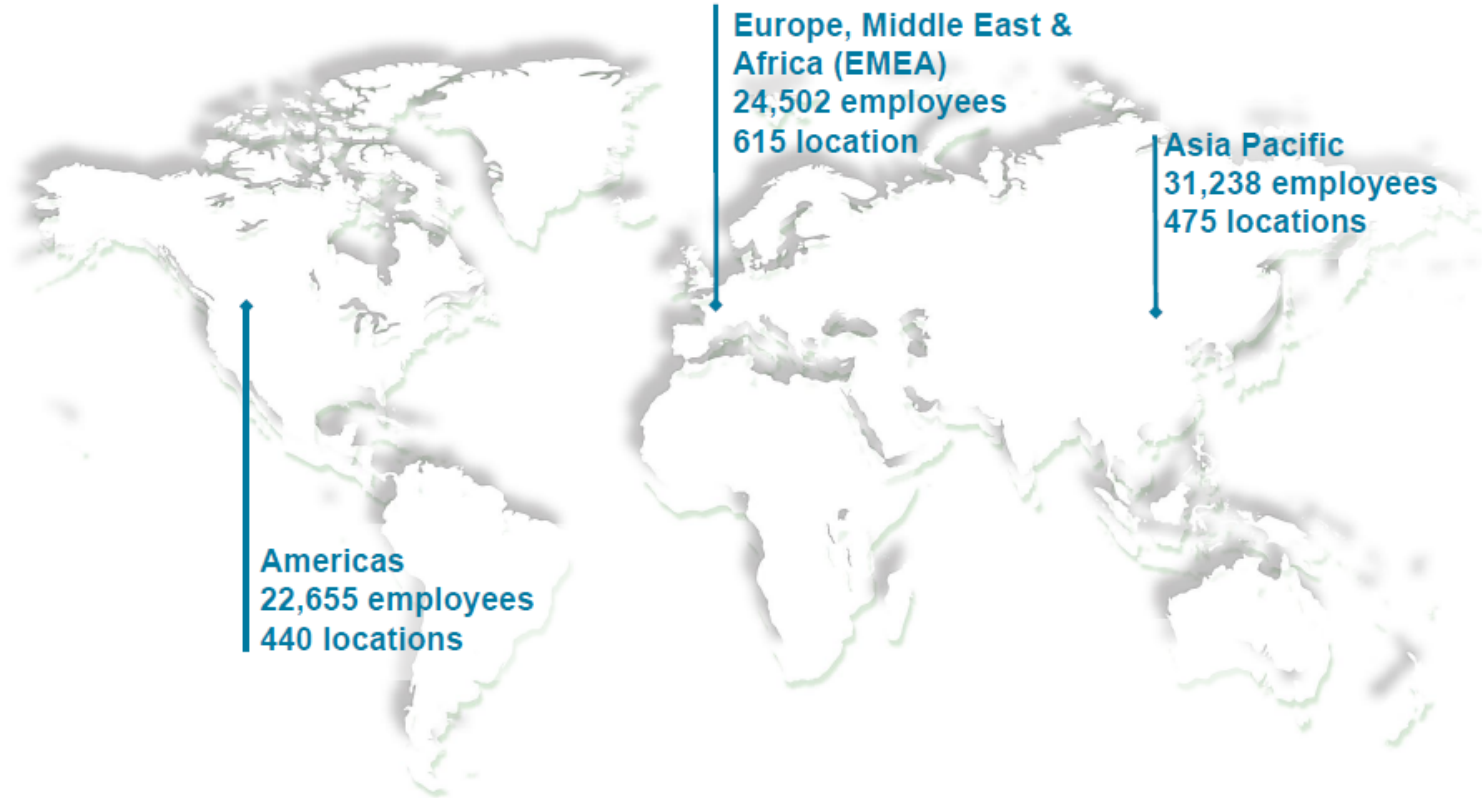 Europe, Middle East &
Africa (EMEA)
24,502 employees
615 location
Asia Pacific
31,238 employees
475 locations
Americas
22,655 employees
440 locations